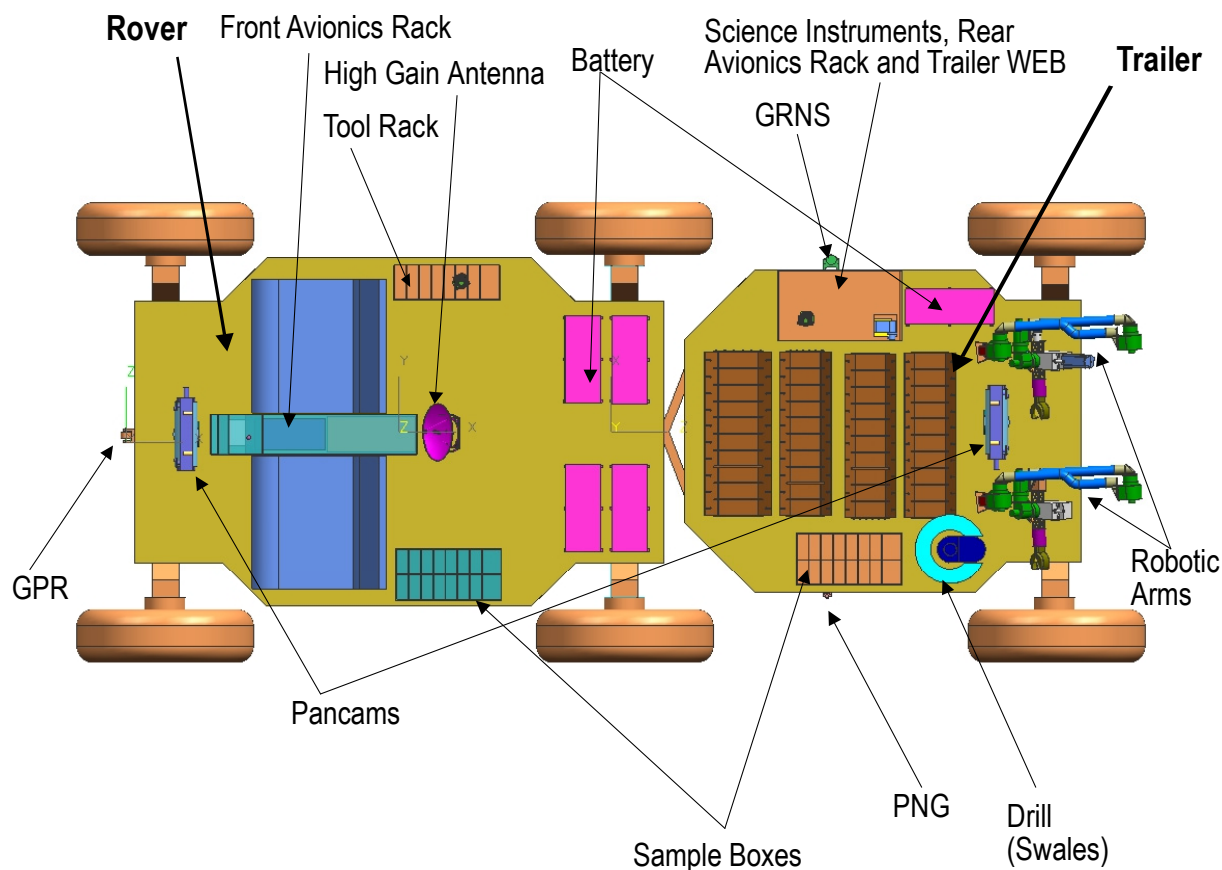 Rover
Front Avionics Rack
High Gain Antenna
Tool Rack
Battery
Science Instruments, Rear
Avionics Rack and Trailer WEB
GRNS
Trailer
Z
X
Y
Z
X
X
Y
Z
GPR
Pancams
Sample Boxes
PNG
Drill
(Swales)
Robotic
Arms